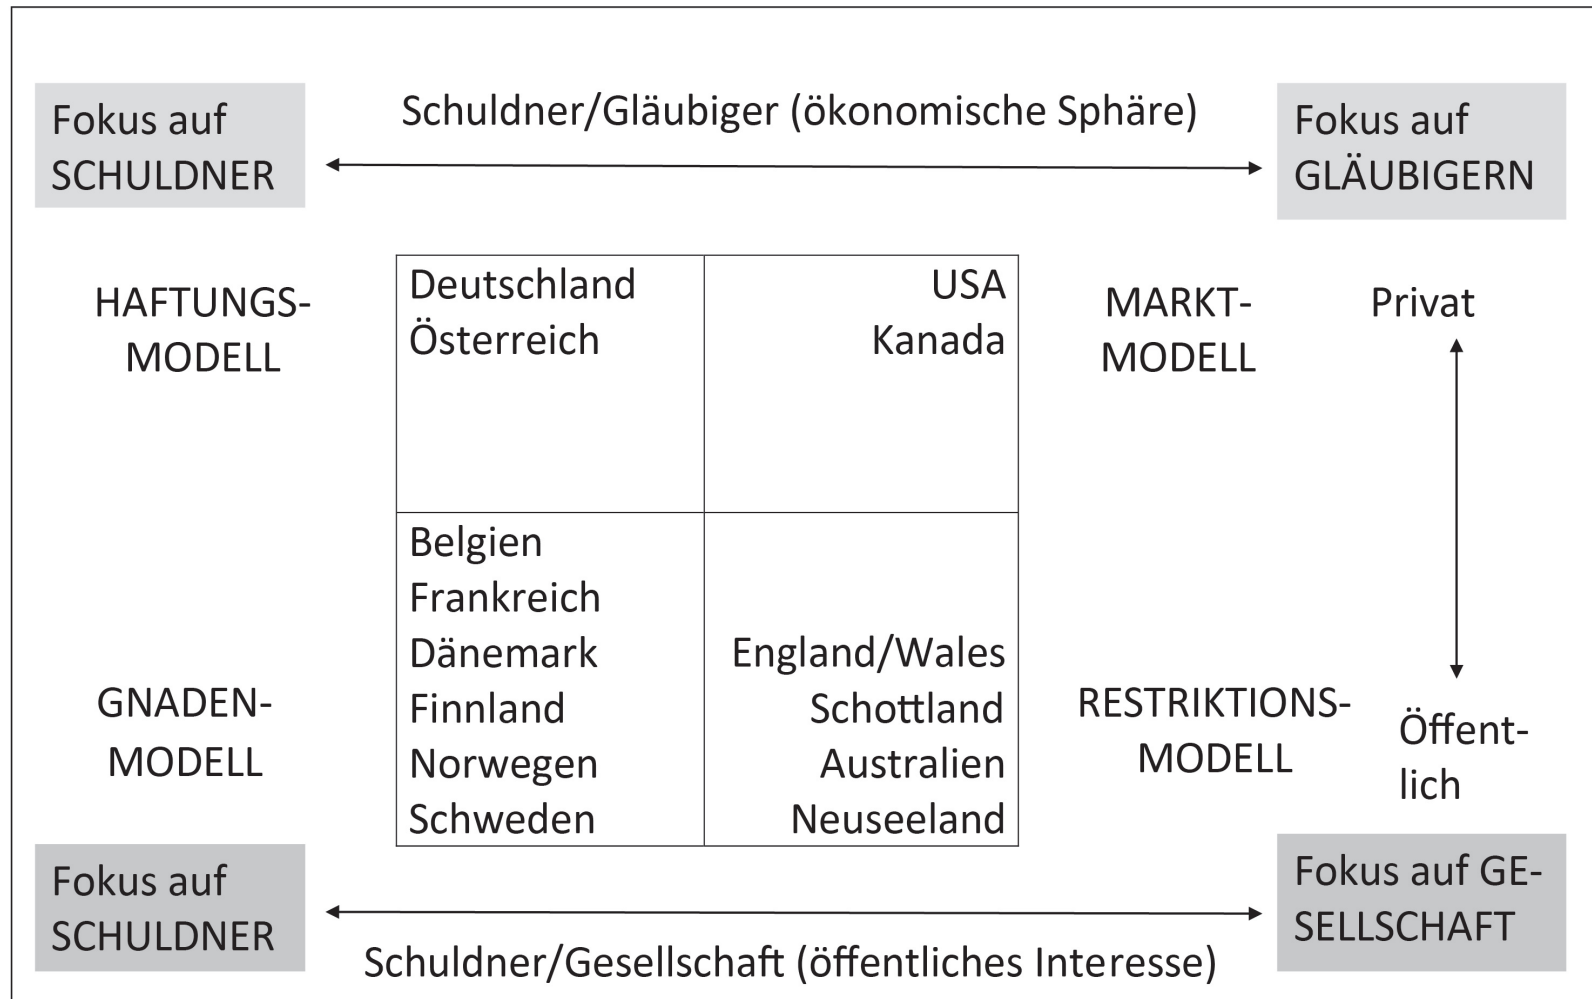 Fokus auf
SCHULDNER
Schuldner/Gläubiger (ökonomische Sphäre)
Fokus auf
GLÄUBIGERN
HAFTUNGS-
MODELL
Deutschland
Österreich
USA
Kanada
MARKT-
MODELL
Privat
GNADEN-
MODELL
Belgien
Frankreich
Dänemark
Finnland
Norwegen
Schweden
England/Wales
Schottland
Australien
Neuseeland
RESTRIKTIONS-
MODELL
Öffent-
lich
Fokus auf
SCHULDNER
Schuldner/Gesellschaft (öffentliches Interesse)
Fokus auf GE-
SELLSCHAFT